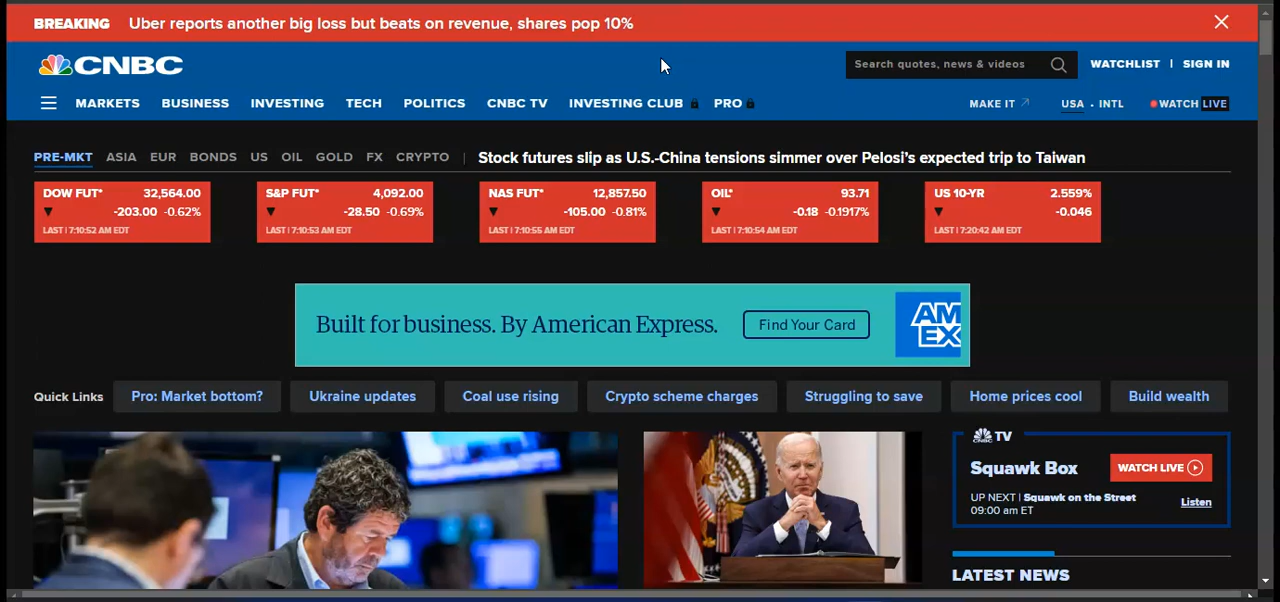 BREAKING Uber reports another big loss but beats on revenue, shares pop 10%
CNBC
Search quotes, news & videos
WATCHLIST | SIGN IN
MARKETS BUSINESS INVESTING TECH POLITICS CNBC TV INVESTING CLUB PRO
MAKE IT USA • INTL WATCH LIVE
PRE-MKT ASIA EUR BONDS US OIL GOLD FX CRYPTO | Stock futures slip as U.S.-China tensions simmer over Pelosi's expected trip to Taiwan
DOW FUT* 32,564.00
-203.00 -0.62%
LAST | 7:10:52 AM EDT
S&P FUT* 4,092.00
-28.50 -0.69%
LAST | 7:10:53 AM EDT
NAS FUT* 12,857.50
-105.00 -0.81%
LAST | 7:10:55 AM EDT
OIL* 93.71
-0.18 -0.1917%
LAST | 7:10:54 AM EDT
US 10-YR 2.559%
-0.046
LAST | 7:20:42 AM EDT
Built for business. By American Express.
Find Your Card
AM
EX
Quick Links
Pro: Market bottom?
Ukraine updates
Coal use rising
Crypto scheme charges
Struggling to save
Home prices cool
Build wealth
CNBC TV
Squawk Box
WATCH LIVE
UP NEXT | Squawk on the Street
09:00 am ET
Listen
LATEST NEWS